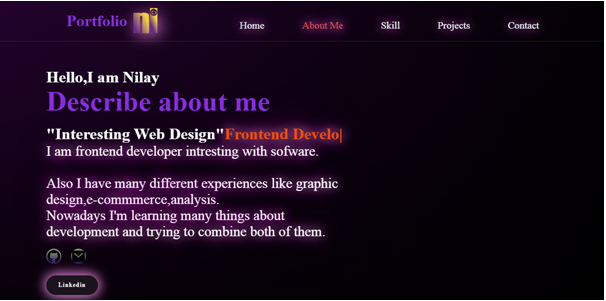 Portfolio ni
Home About Me Skill Projects Contact
Hello,I am Nilay
Describe about me
"Interesting Web Design"Frontend Develo|
I am frontend developer intresting with sofware.
Also I have many different experiences like graphic
design,e-commmerce,analysis.
Nowadays I'm learning many things about
development and trying to combine both of them.
Linkedin